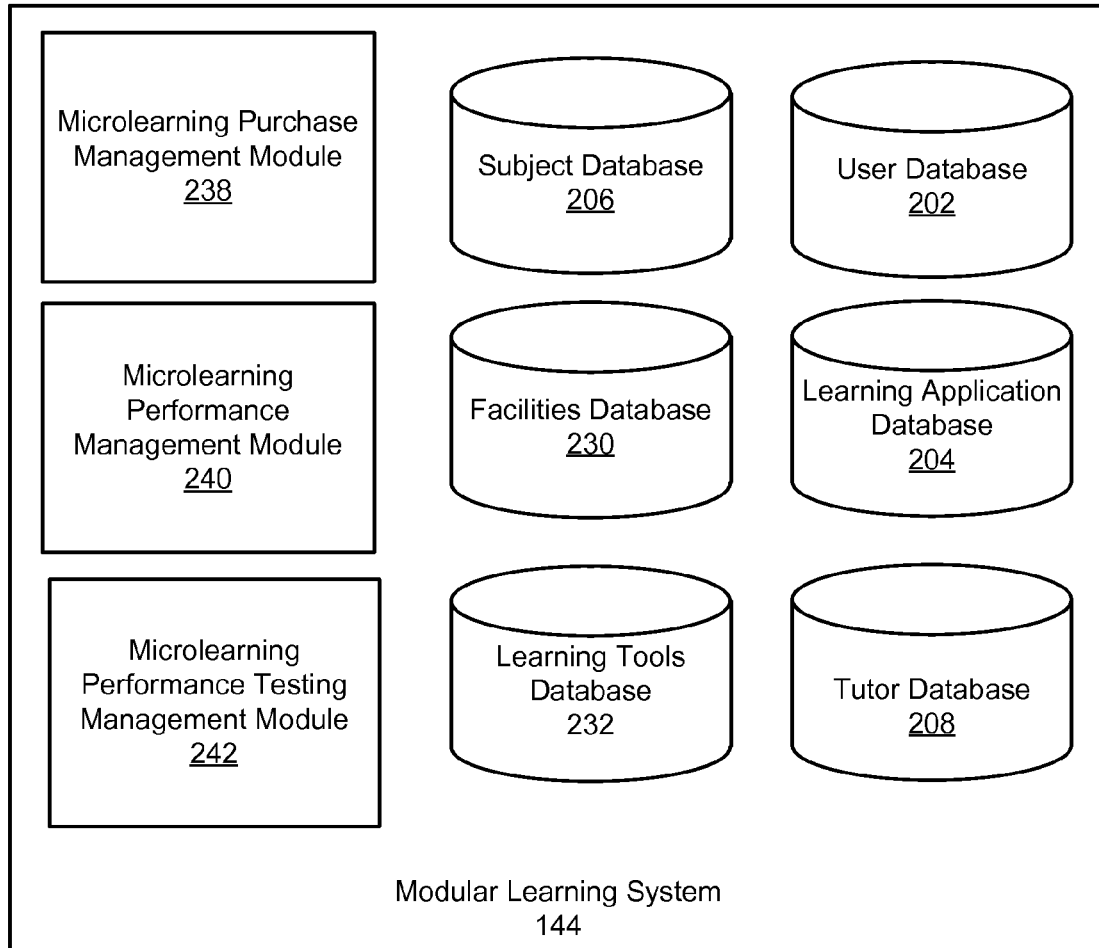 Microlearning Purchase
Management Module
238
Subject Database
206
User Database
202
Microlearning
Performance
Management Module
240
Facilities Database
230
Learning Application
Database
204
Microlearning
Performance Testing
Management Module
242
Learning Tools
Database
232
Tutor Database
208
Modular Learning System
144